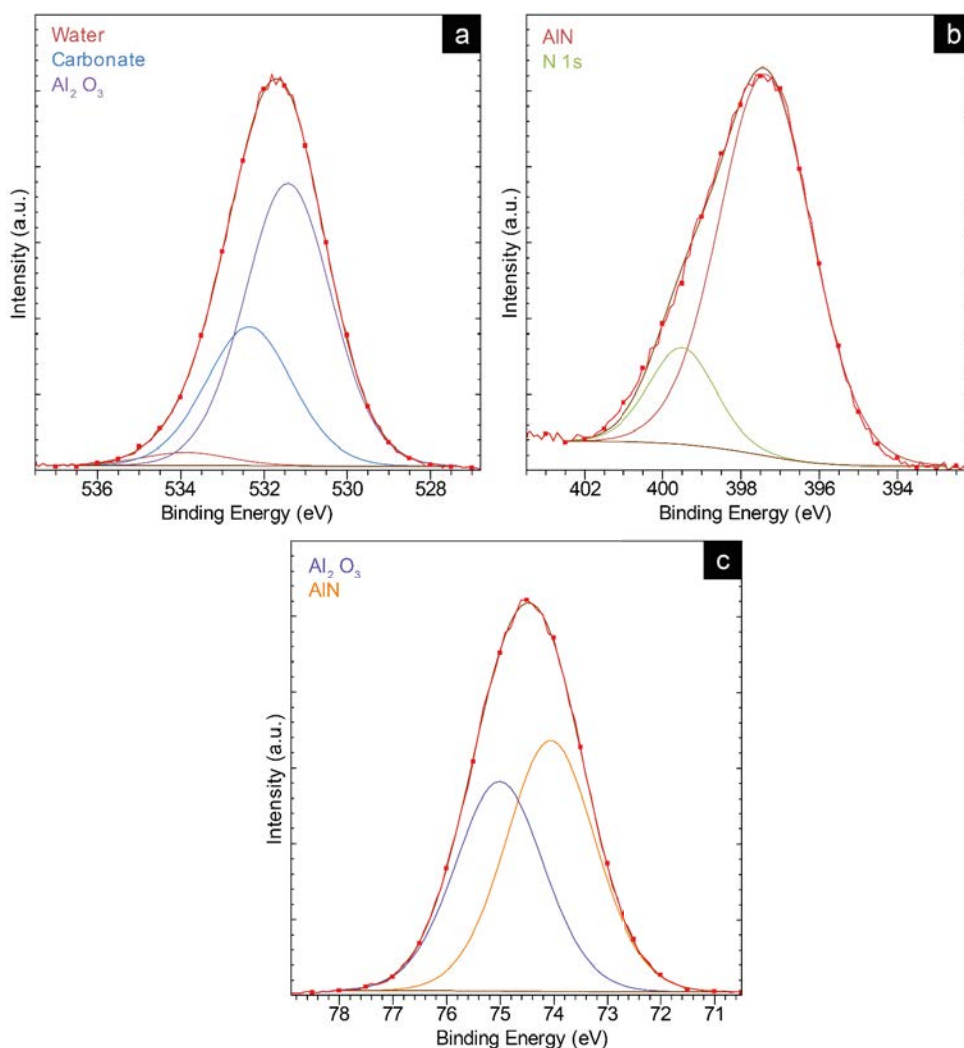 Water
Carbonate
Al₂ O₃
a
Intensity (a.u.)
536 534 532 530 528
Binding Energy (eV)
AlN
N 1s
b
Intensity (a.u.)
402 400 398 396 394
Binding Energy (eV)
Al₂ O₃
AlN
c
Intensity (a.u.)
78 77 76 75 74 73 72 71
Binding Energy (eV)